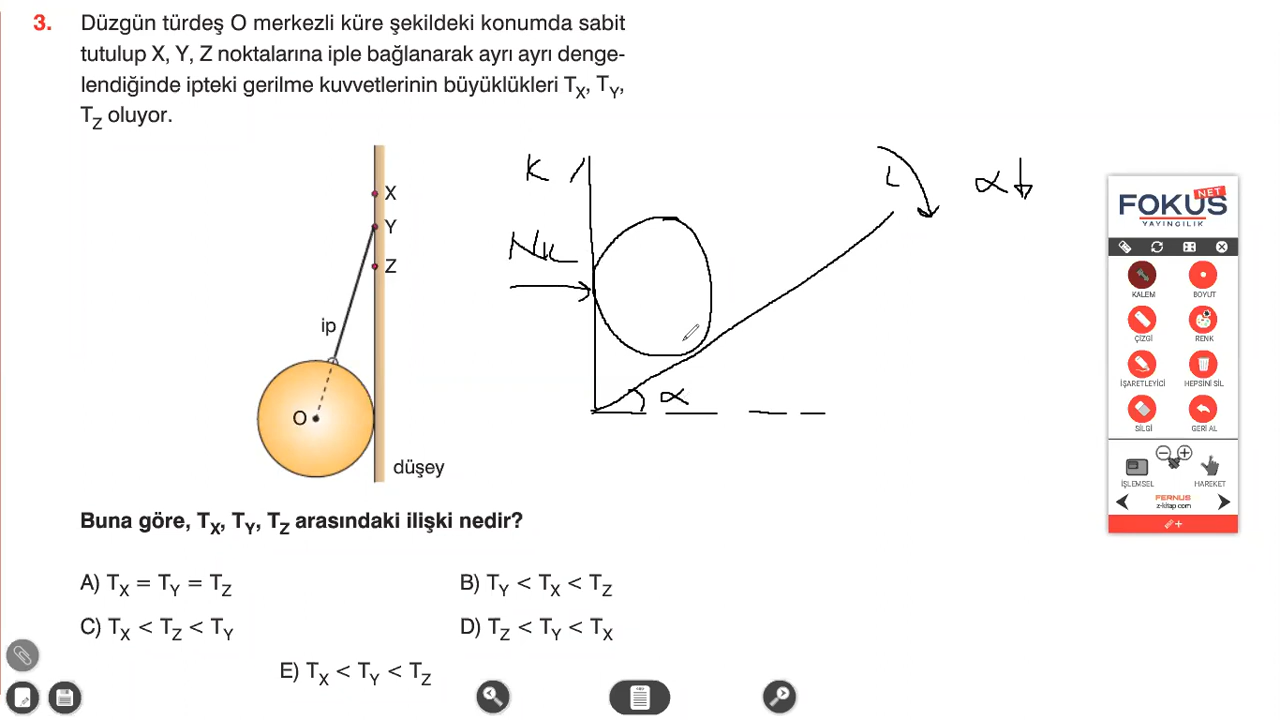 3. Düzgün türdeş O merkezli küre şekildeki konumda sabit
tutulup X, Y, Z noktalarına iple bağlanarak ayrı ayrı denge-
lendiğinde ipteki gerilme kuvvetlerinin büyüklükleri TX, TY,
TZ oluyor.
X
Y
Z
ip
O
düşey
K
L
α↓
NK
α
Buna göre, TX, TY, TZ arasındaki ilişki nedir?
A) TX = TY = TZ
B) TY < TX < TZ
C) TX < TZ < TY
D) TZ < TY < TX
E) TX < TY < TZ
FOKUS
NET
YAYINCILIK
KALEM
BOYUT
ÇİZGİ
RENK
İŞARETLEYİCİ
HEPSİNİ SİL
SİLGİ
GERİ AL
İŞLEMSEL
HAREKET
FERNUS
z-kitap.com